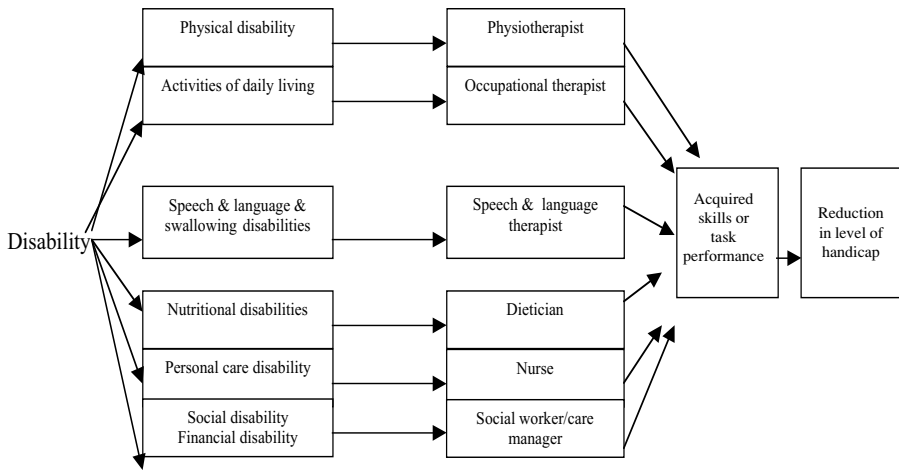 Disability
Physical disability
Activities of daily living
Speech & language &
swallowing disabilities
Nutritional disabilities
Personal care disability
Social disability
Financial disability
Physiotherapist
Occupational therapist
Speech & language
therapist
Dietician
Nurse
Social worker/care
manager
Acquired
skills or
task
performance
Reduction
in level of
handicap